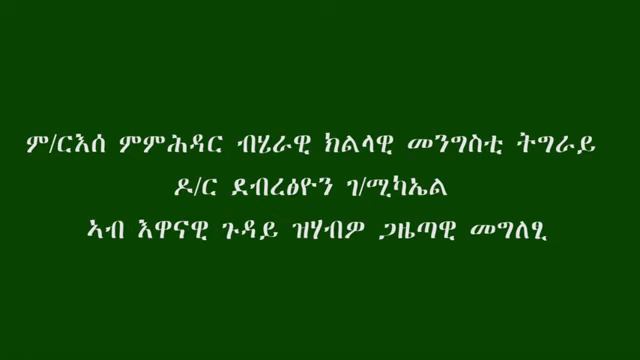 ም/ርእሰ ምምሕዳር ብሄራዊ ክልላዊ መንግስቲ ትግራይ
ዶ/ር ደብረፅዮን ገ/ሚካኤል
ኣብ እዋናዊ ጉዳይ ዝሃብዎ ጋዜጣዊ መግለፂ